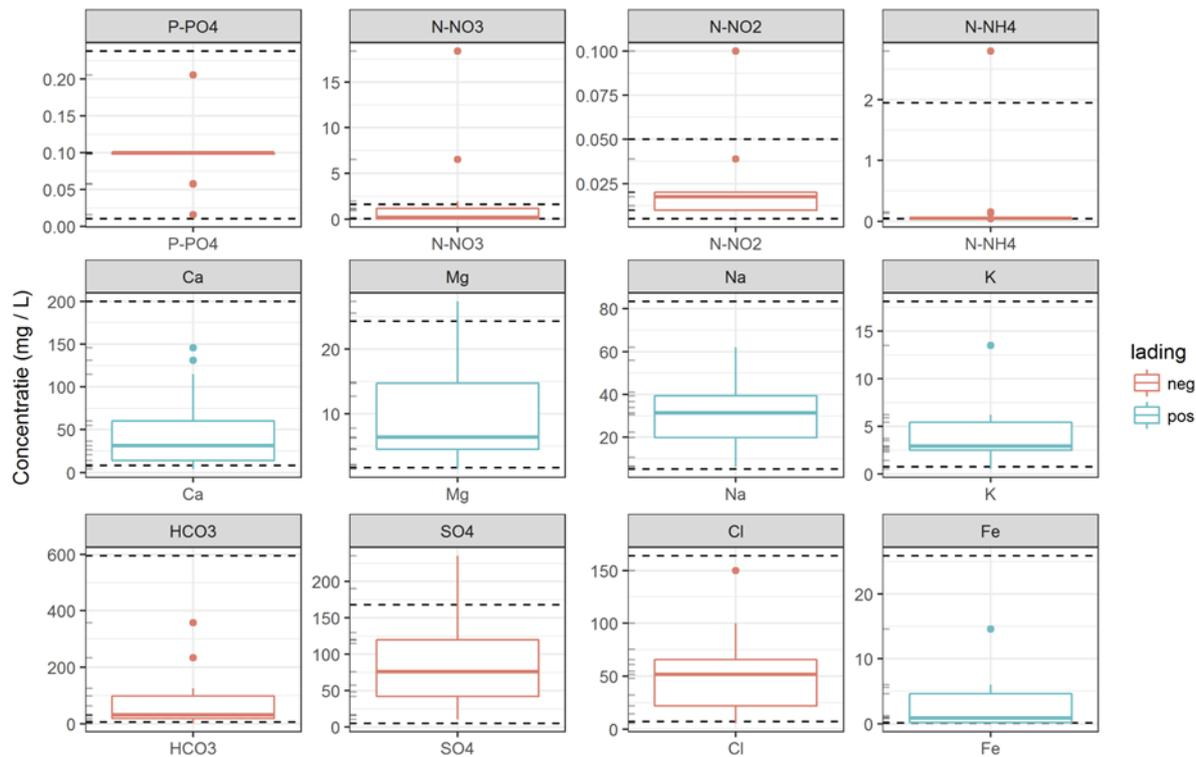 P-PO4 N-NO3 N-NO2 N-NH4
0.20 0.15 0.10 0.05 0.00
15 10 5 0
0.100 0.075 0.050 0.025
2 1 0
P-PO4 N-NO3 N-NO2 N-NH4
Ca Mg Na K
200 150 100 50 0
20 10
80 60 40 20
15 10 5 0
Ca Mg Na K
Concentratie (mg / L)
lading
neg
pos
HCO3 SO4 Cl Fe
600 400 200 0
200 150 100 50 0
150 100 50 0
20 10 0
HCO3 SO4 Cl Fe